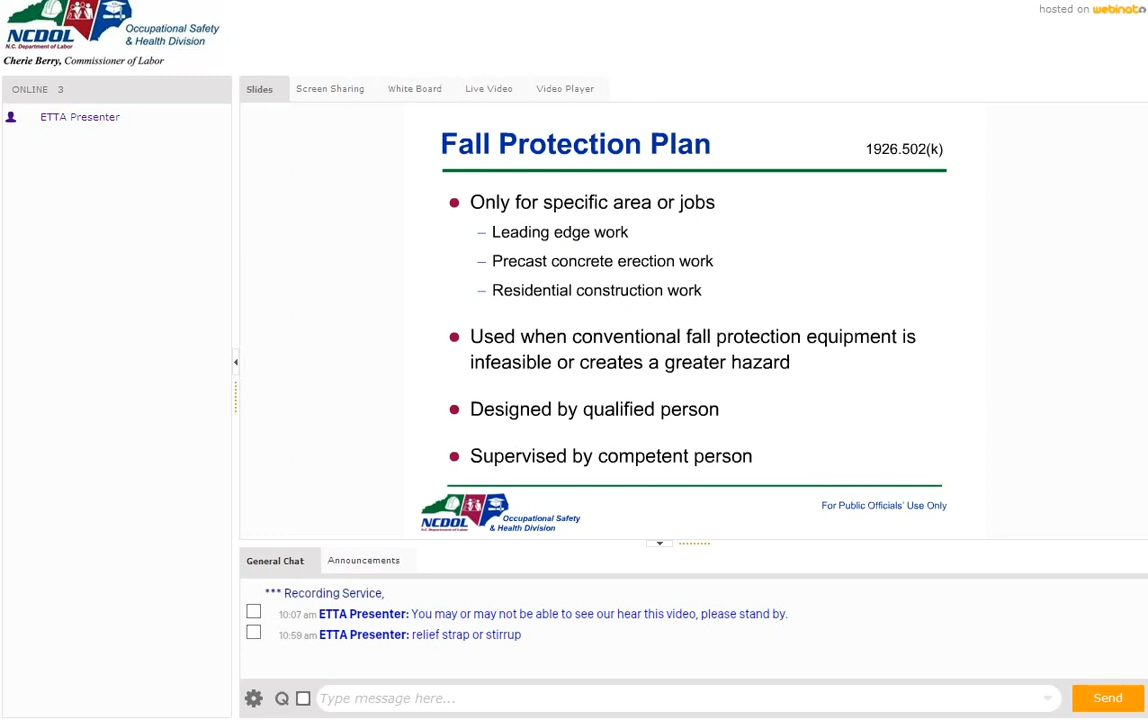 hosted on webinato
NCDOL
N.C. Department of Labor
Occupational Safety
& Health Division
Cherie Berry, Commissioner of Labor
ONLINE 3
ETTA Presenter
Slides Screen Sharing White Board Live Video Video Player
Fall Protection Plan 1926.502(k)
Only for specific area or jobs
– Leading edge work
– Precast concrete erection work
– Residential construction work
Used when conventional fall protection equipment is
infeasible or creates a greater hazard
Designed by qualified person
Supervised by competent person
NCDOL
N.C. Department of Labor
Occupational Safety
& Health Division
For Public Officials' Use Only
General Chat Announcements
*** Recording Service,
10:07 am ETTA Presenter: You may or may not be able to see our hear this video, please stand by.
10:59 am ETTA Presenter: relief strap or stirrup
Q Type message here... Send